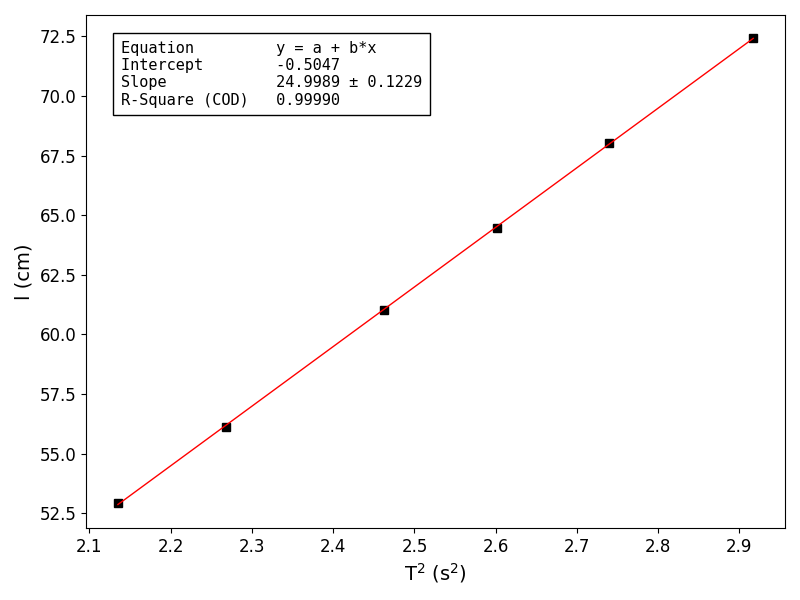 Equation y = a + b*x
Intercept -0.5047
Slope 24.9989 ± 0.1229
R-Square (COD) 0.99990
72.5
70.0
67.5
65.0
62.5
60.0
57.5
55.0
52.5
l (cm)
2.1 2.2 2.3 2.4 2.5 2.6 2.7 2.8 2.9
T² (s²)